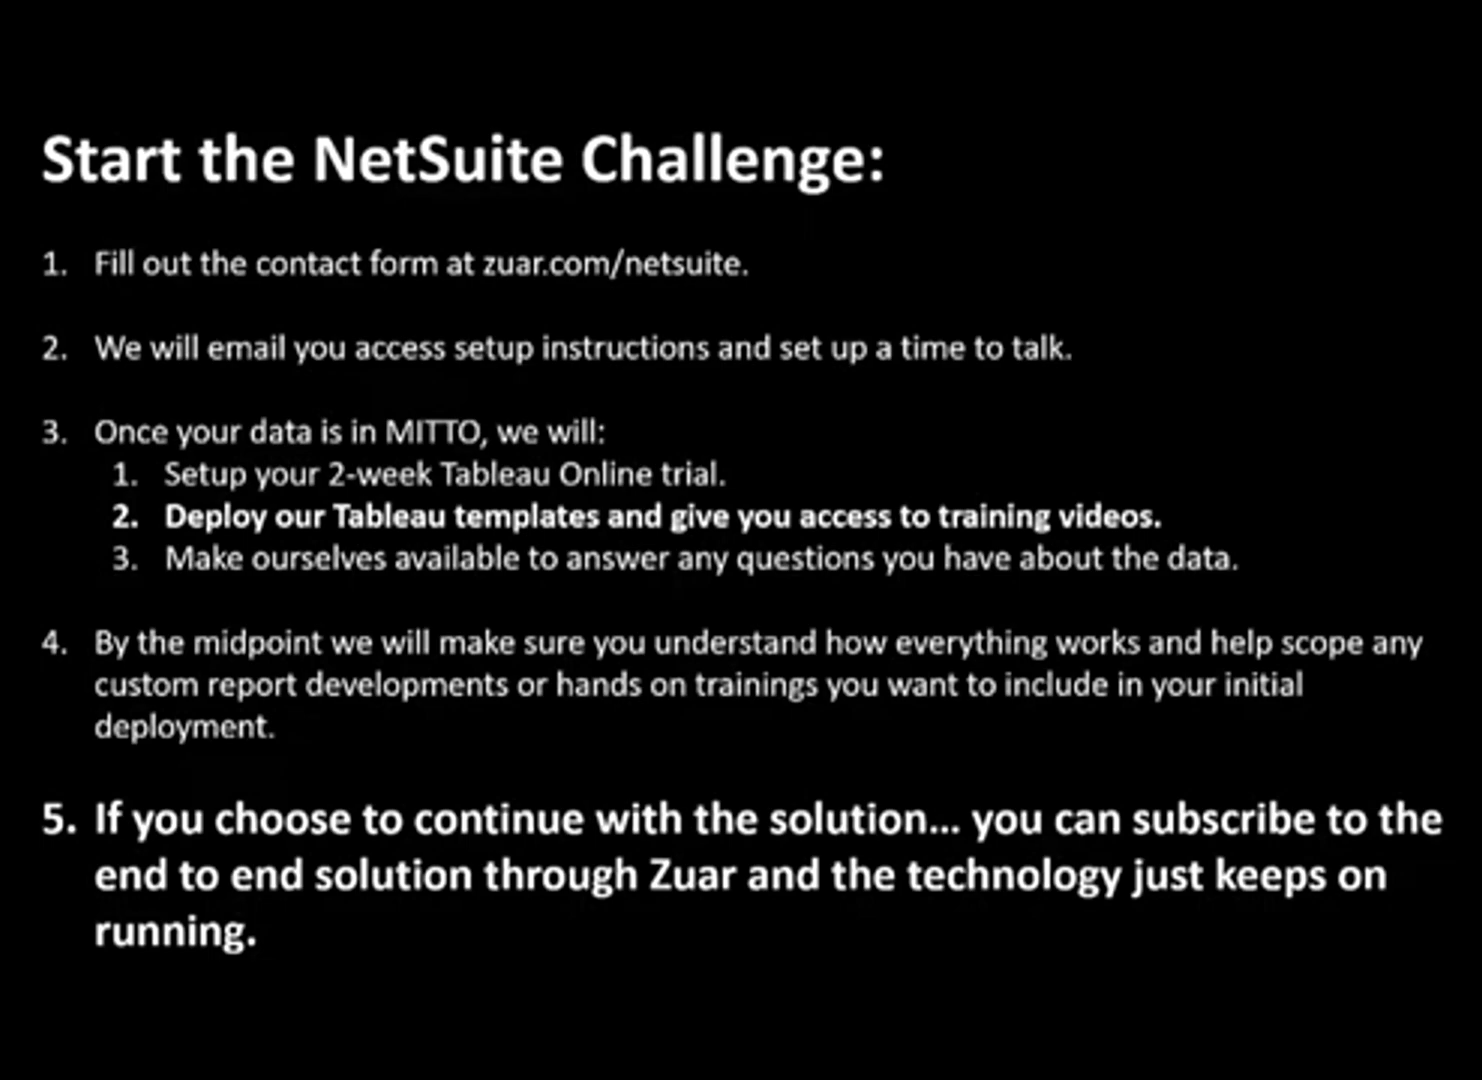 Start the NetSuite Challenge:
1. Fill out the contact form at zuar.com/netsuite.
2. We will email you access setup instructions and set up a time to talk.
3. Once your data is in MITTO, we will:
1. Setup your 2-week Tableau Online trial.
2. Deploy our Tableau templates and give you access to training videos.
3. Make ourselves available to answer any questions you have about the data.
4. By the midpoint we will make sure you understand how everything works and help scope any
custom report developments or hands on trainings you want to include in your initial
deployment.
5. If you choose to continue with the solution... you can subscribe to the
end to end solution through Zuar and the technology just keeps on
running.